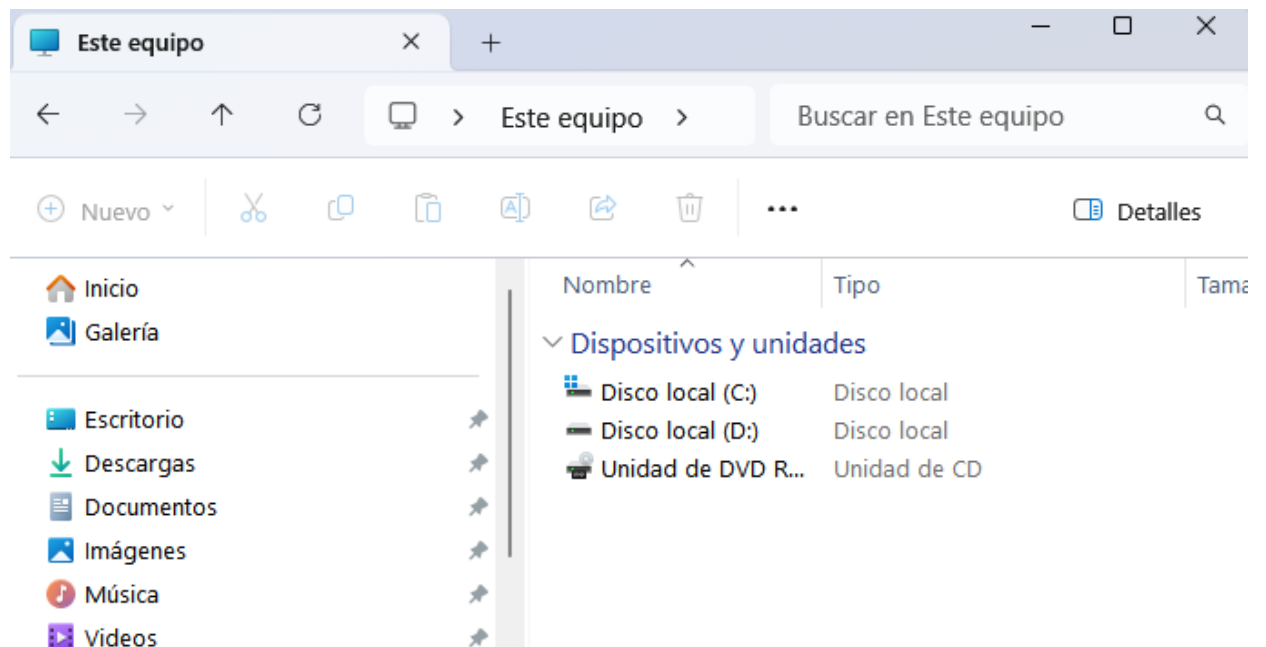 Este equipo
Este equipo
Buscar en Este equipo
Nuevo
Detalles
Inicio
Galería
Escritorio
Descargas
Documentos
Imágenes
Música
Videos
Nombre Tipo Tama
Dispositivos y unidades
Disco local (C:) Disco local
Disco local (D:) Disco local
Unidad de DVD R... Unidad de CD